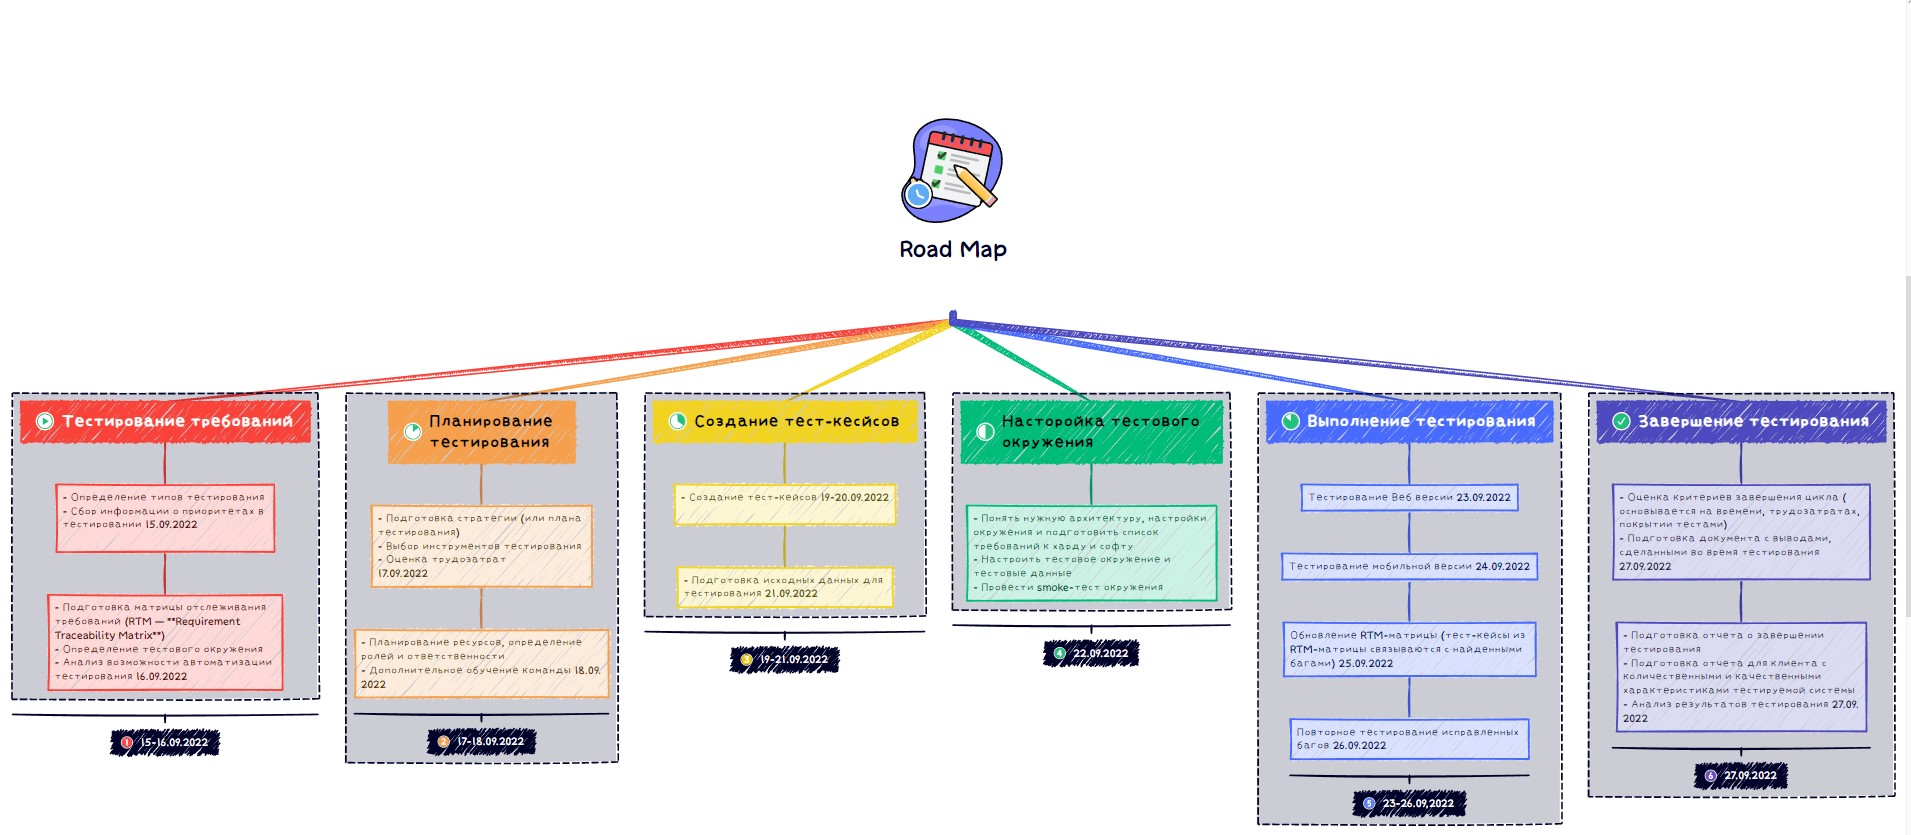 Road Map
Тестирование требований
- Определение типов тестирования
- Сбор информации о приоритетах в
тестировании 15.09.2022
- Подготовка матрицы отслеживания
требований (RTM — **Requirement
Traceability Matrix**)
- Определение тестового окружения
- Анализ возможности автоматизации
тестирования 16.09.2022
1 15-16.09.2022
Планирование
тестирования
- Подготовка стратегии (или плана
тестирования)
- Выбор инструментов тестирования
- Оценка трудозатрат
17.09.2022
- Планирование ресурсов, определение
ролей и ответственности
- Дополнительное обучение команды 18.09.
2022
2 17-18.09.2022
Создание тест-кейсов
- Создание тест-кейсов 19-20.09.2022
- Подготовка исходных данных для
тестирования 21.09.2022
3 19-21.09.2022
Насторойка тестового
окружения
- Понять нужную архитектуру, настройки
окружения и подготовить список
требований к харду и софту
- Настроить тестовое окружение и
тестовые данные
- Провести smoke-тест окружения
4 22.09.2022
Выполнение тестирования
Тестирование Веб версии 23.09.2022
Тестирование мобильной версии 24.09.2022
Обновление RTM-матрицы (тест-кейсы из
RTM-матрицы связываются с найденными
багами) 25.09.2022
Повторное тестирование исправленных
багов 26.09.2022
5 23-26.09.2022
Завершение тестирования
- Оценка критериев завершения цикла (
основывается на времени, трудозатратах,
покрытии тестами)
- Подготовка документа с выводами,
сделанными во время тестирования
27.09.2022
- Подготовка отчета о завершении
тестирования
- Подготовка отчета для клиента с
количественными и качественными
характеристиками тестируемой системы
- Анализ результатов тестирования 27.09.
2022
6 27.09.2022